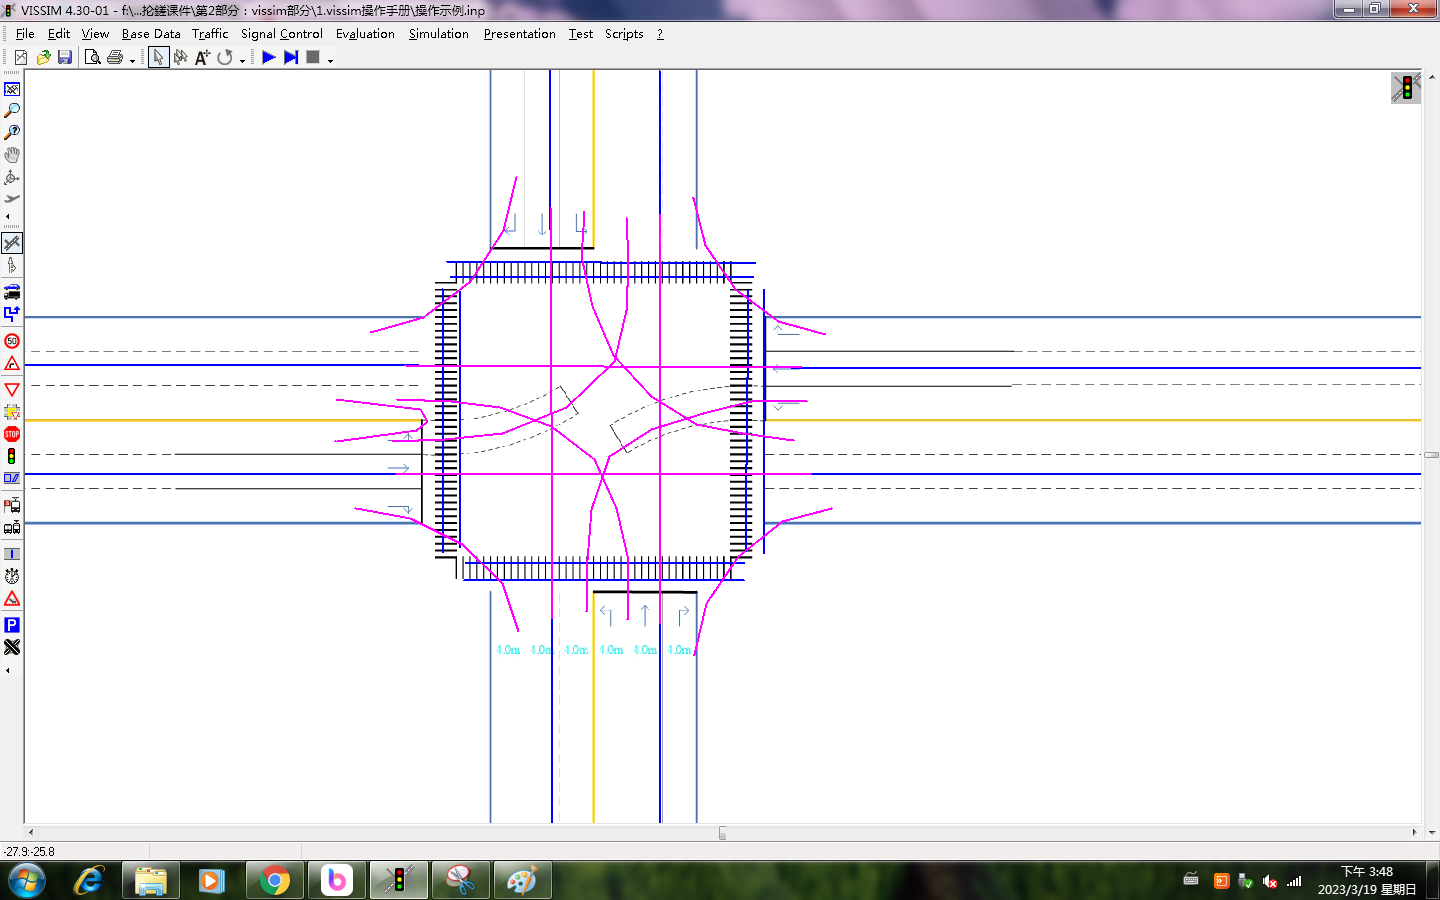 VISSIM 4.30-01 - f:\...抡鎈课件\第2部分：vissim部分\1.vissim操作手册\操作示例.inp
File Edit View Base Data Traffic Signal Control Evaluation Simulation Presentation Test Scripts ?
50
STOP
P
4.0m 4.0m 4.0m 4.0m 4.0m 4.0m
-27.9:-25.8
下午 3:48
2023/3/19 星期日